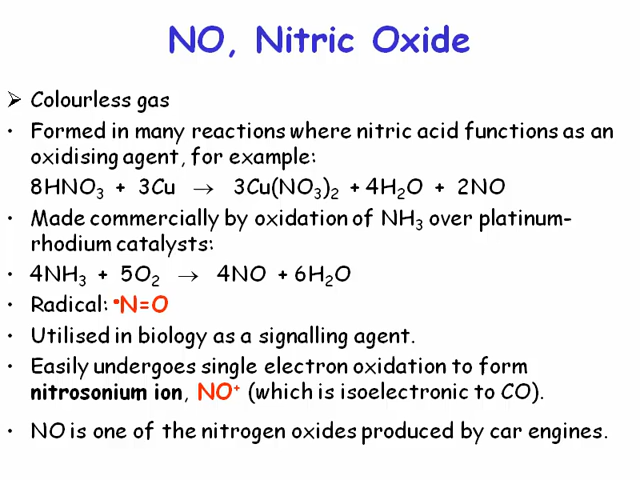 NO, Nitric Oxide
➢ Colourless gas
• Formed in many reactions where nitric acid functions as an
oxidising agent, for example:
8HNO₃ + 3Cu → 3Cu(NO₃)₂ + 4H₂O + 2NO
• Made commercially by oxidation of NH₃ over platinum-
rhodium catalysts:
• 4NH₃ + 5O₂ → 4NO + 6H₂O
• Radical: •N=O
• Utilised in biology as a signalling agent.
• Easily undergoes single electron oxidation to form
nitrosonium ion, NO⁺ (which is isoelectronic to CO).
• NO is one of the nitrogen oxides produced by car engines.